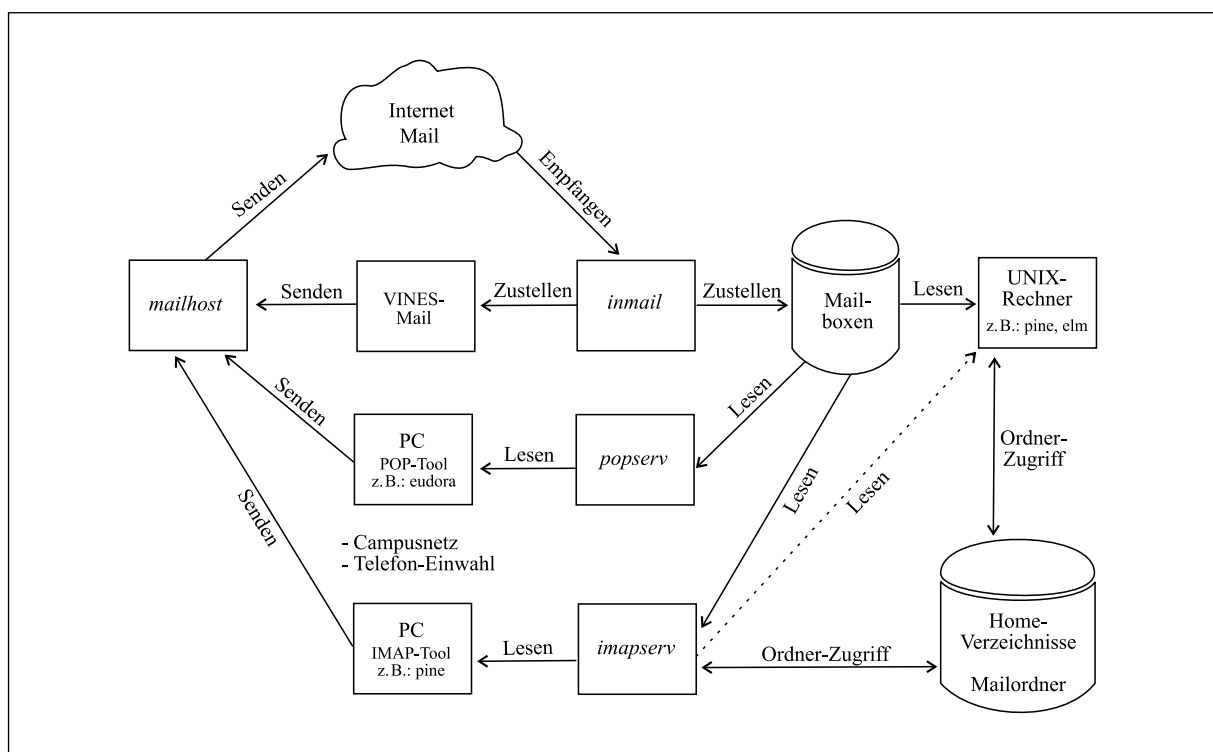 Internet
Mail
Senden
Empfangen
mailhost
Senden
VINES-
Mail
Zustellen
inmail
Zustellen
Mail-
boxen
Lesen
UNIX-
Rechner
z.B.: pine, elm
Senden
PC
POP-Tool
z.B.: eudora
Lesen
popserv
Lesen
Lesen
Lesen
Ordner-
Zugriff
Senden
- Campusnetz
- Telefon-Einwahl
PC
IMAP-Tool
z.B.: pine
Lesen
imapserv
Ordner-Zugriff
Home-
Verzeichnisse
Mailordner